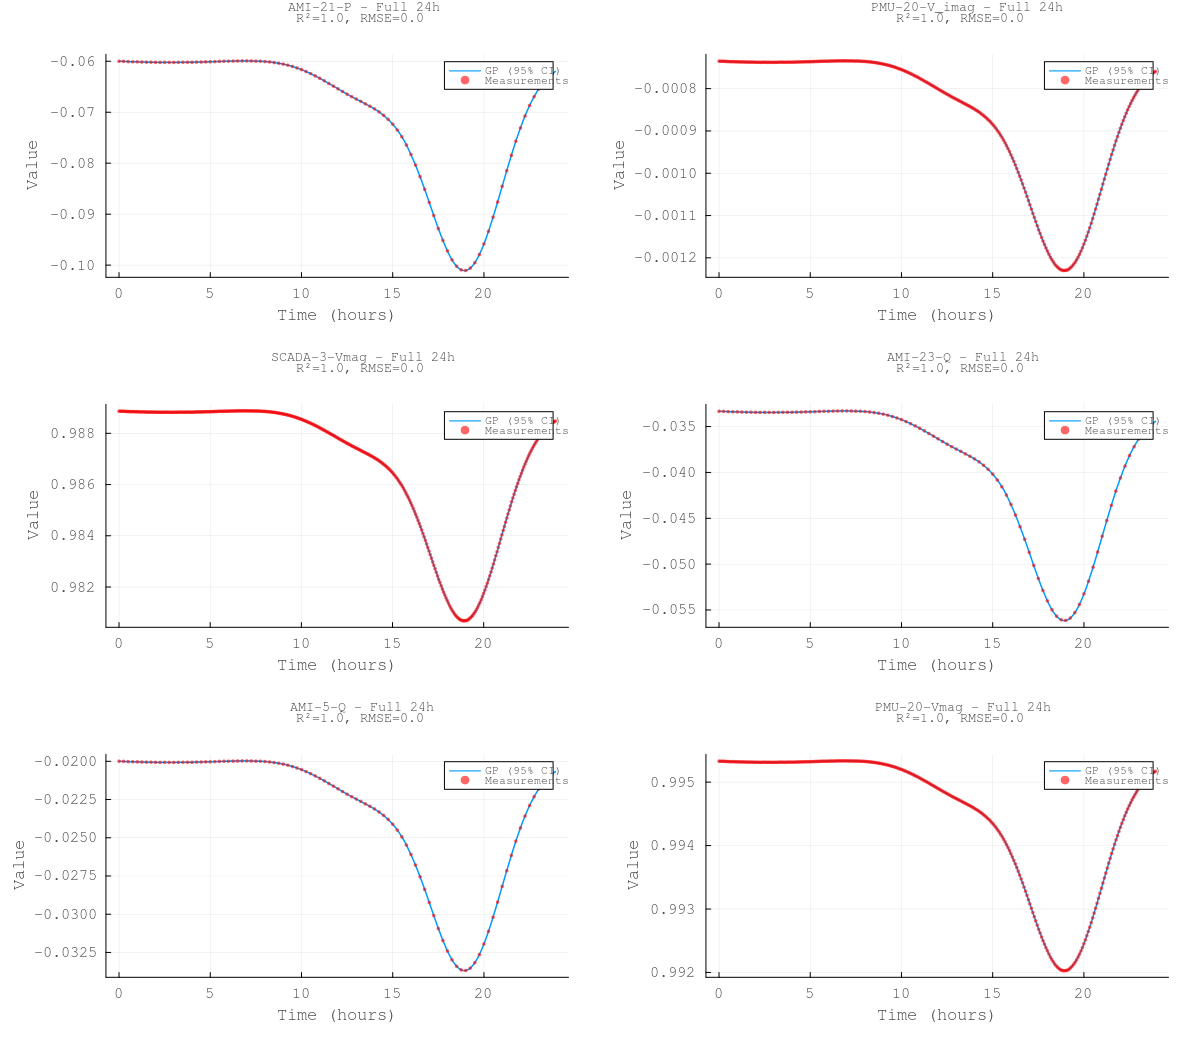 AMI-21-P - Full 24h
R²=1.0, RMSE=0.0
GP (95% CI)
Measurements
Value
-0.06
-0.07
-0.08
-0.09
-0.10
0 5 10 15 20
Time (hours)
PMU-20-V_imag - Full 24h
R²=1.0, RMSE=0.0
GP (95% CI)
Measurements
Value
-0.0008
-0.0009
-0.0010
-0.0011
-0.0012
0 5 10 15 20
Time (hours)
SCADA-3-Vmag - Full 24h
R²=1.0, RMSE=0.0
GP (95% CI)
Measurements
Value
0.988
0.986
0.984
0.982
0 5 10 15 20
Time (hours)
AMI-23-Q - Full 24h
R²=1.0, RMSE=0.0
GP (95% CI)
Measurements
Value
-0.035
-0.040
-0.045
-0.050
-0.055
0 5 10 15 20
Time (hours)
AMI-5-Q - Full 24h
R²=1.0, RMSE=0.0
GP (95% CI)
Measurements
Value
-0.0200
-0.0225
-0.0250
-0.0275
-0.0300
-0.0325
0 5 10 15 20
Time (hours)
PMU-20-Vmag - Full 24h
R²=1.0, RMSE=0.0
GP (95% CI)
Measurements
Value
0.995
0.994
0.993
0.992
0 5 10 15 20
Time (hours)